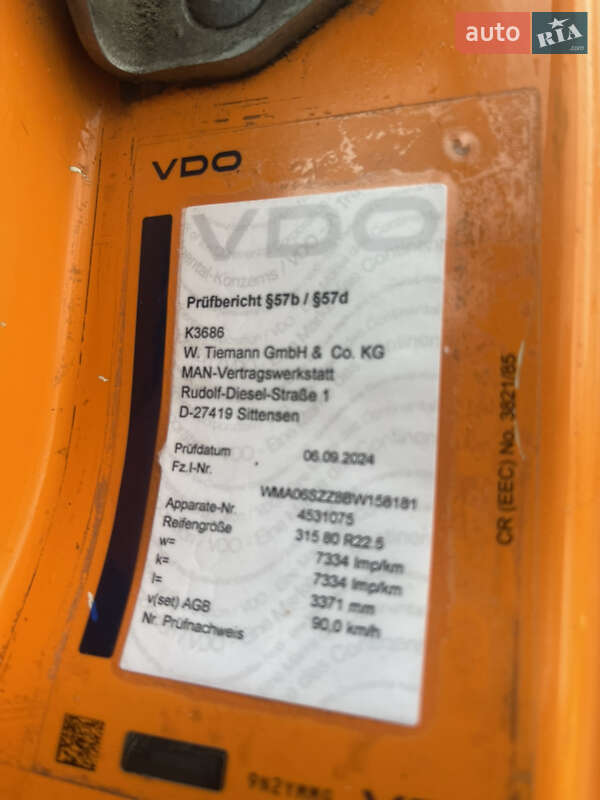 auto RIA .com
VDO
VDO
Prüfbericht §57b / §57d
K3686
W. Tiemann GmbH & Co. KG
MAN-Vertragswerkstatt
Rudolf-Diesel-Straße 1
D-27419 Sittensen
Prüfdatum 06.09.2024
Fz.I-Nr. WMA06SZZ8BW158181
Apparate-Nr. 4531075
Reifengröße 315 80 R22.5
w= 7334 Imp/km
k= 7334 Imp/km
l= 3371 mm
v(set) AGB 90,0 km/h
Nr. Prüfnachweis
CR (EEC) No. 3821/85